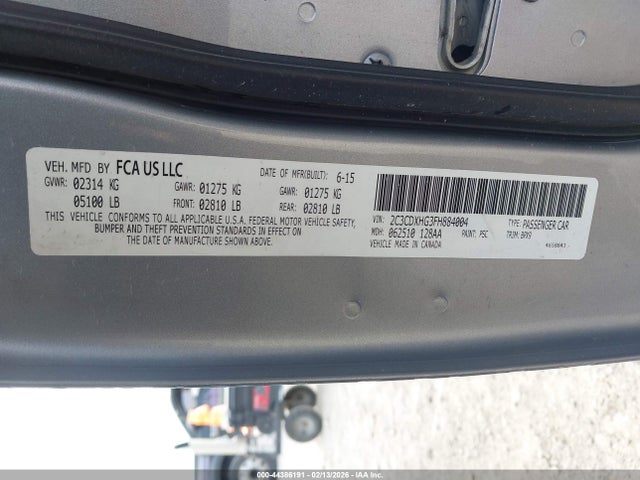 VEH. MFD BY FCA US LLC DATE OF MFR(BUILT): 6-15
GVWR: 02314 KG GAWR: 01275 KG GAWR: 01275 KG
05100 LB FRONT: 02810 LB REAR: 02810 LB
THIS VEHICLE CONFORMS TO ALL APPLICABLE U.S.A. FEDERAL MOTOR VEHICLE SAFETY,
BUMPER AND THEFT PREVENTION STANDARDS IN EFFECT ON
THE DATE OF MANUFACTURE SHOWN ABOVE.
VIN: 2C3CDXHG3FH884004 TYPE: PASSENGER CAR
MDH: 062510 128AA PAINT: PSC TRIM: BPX9
VEHICLE MADE IN CANADA
000-44386191 - 02/13/2026 - COPART